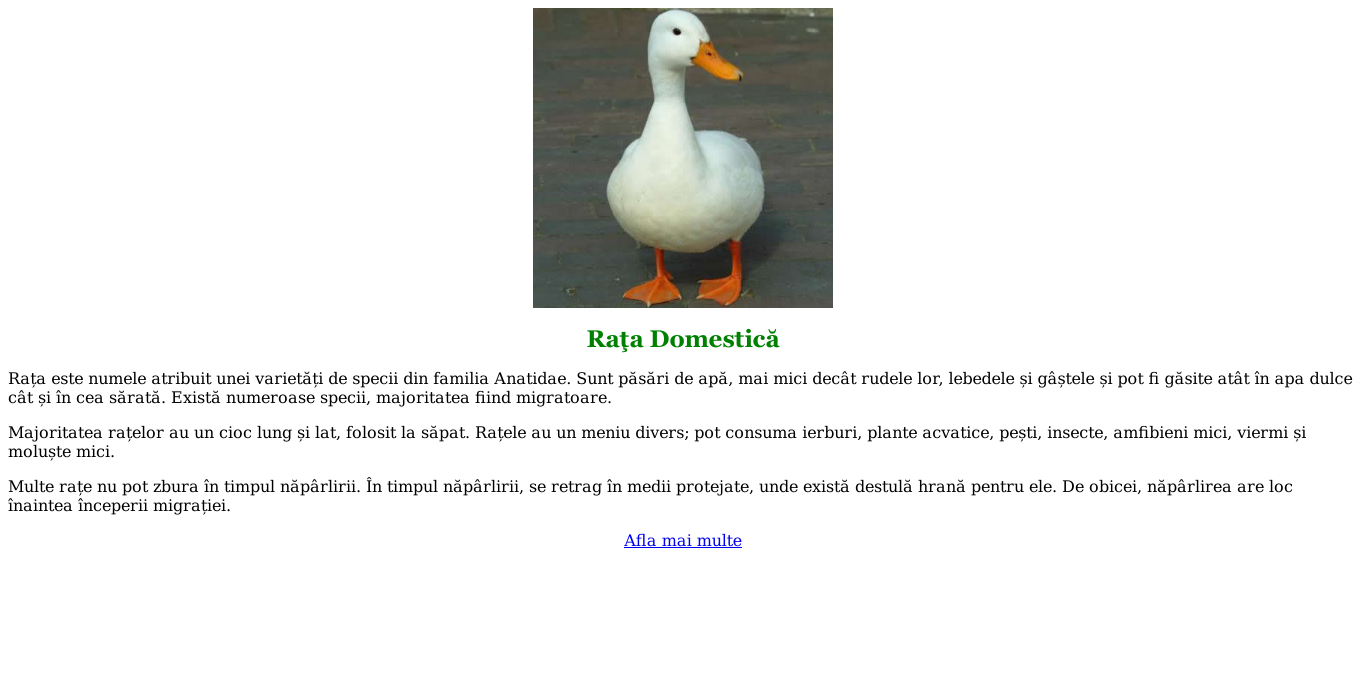 Raţa Domestică
Rața este numele atribuit unei varietăți de specii din familia Anatidae. Sunt păsări de apă, mai mici decât rudele lor, lebedele și gâștele și pot fi găsite atât în apa dulce
cât și în cea sărată. Există numeroase specii, majoritatea fiind migratoare.
Majoritatea rațelor au un cioc lung și lat, folosit la săpat. Rațele au un meniu divers; pot consuma ierburi, plante acvatice, pești, insecte, amfibieni mici, viermi și
moluște mici.
Multe rațe nu pot zbura în timpul năpârlirii. În timpul năpârlirii, se retrag în medii protejate, unde există destulă hrană pentru ele. De obicei, năpârlirea are loc
înaintea începerii migrației.
Afla mai multe